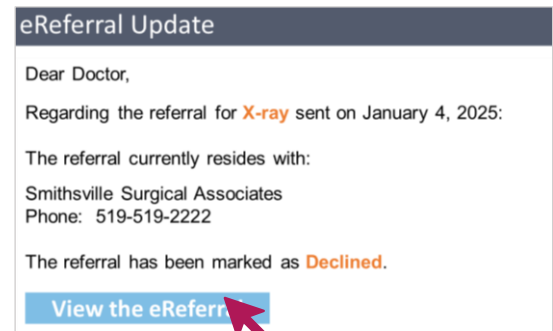 eReferral Update
Dear Doctor,
Regarding the referral for X-ray sent on January 4, 2025:
The referral currently resides with:
Smithsville Surgical Associates
Phone: 519-519-2222
The referral has been marked as Declined.
View the eReferral